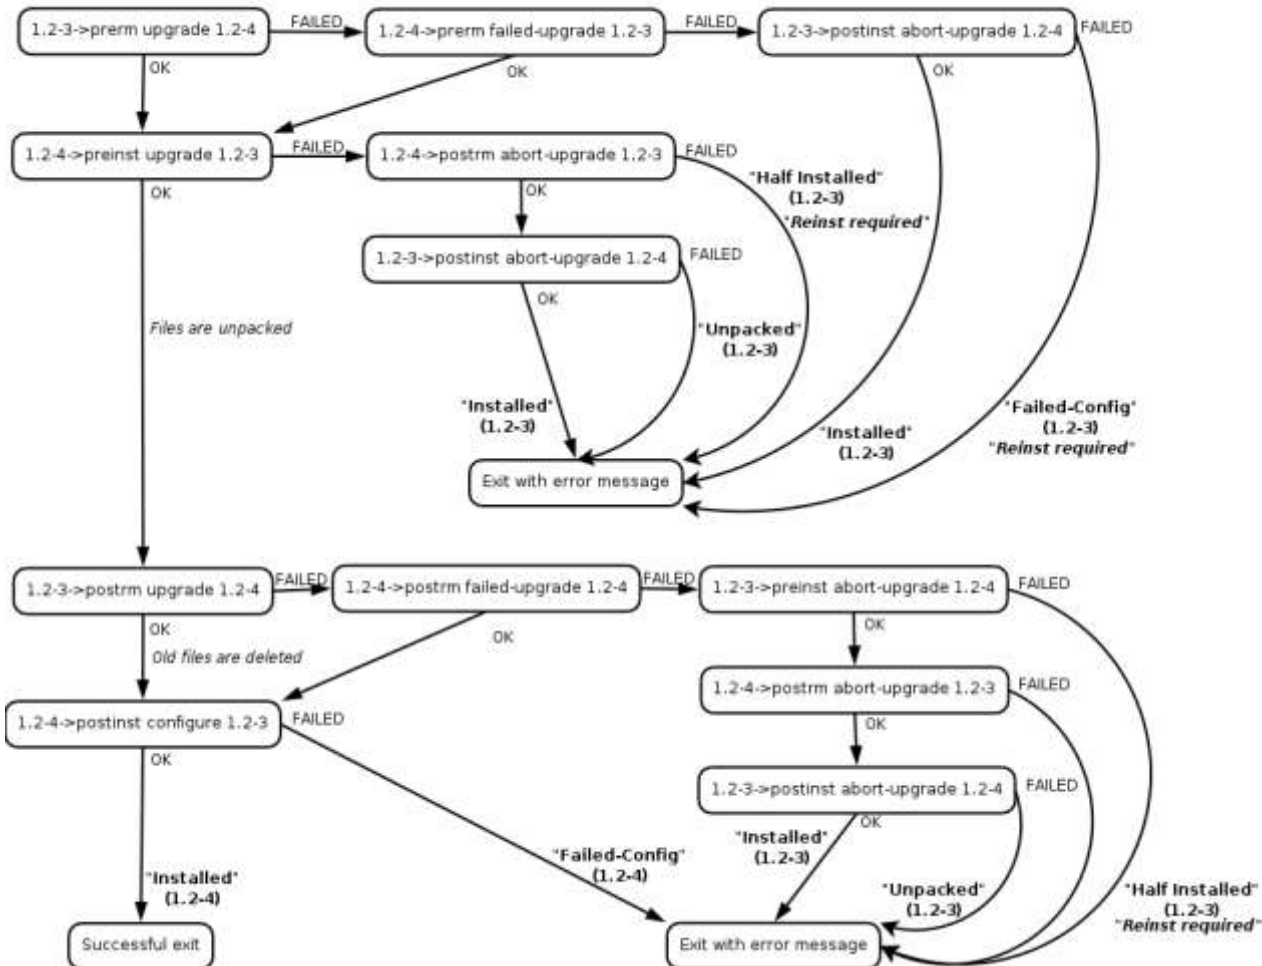 1.2-3->prerm upgrade 1.2-4
FAILED
1.2-4->prerm failed-upgrade 1.2-3
FAILED
1.2-3->postinst abort-upgrade 1.2-4
FAILED
OK
OK
OK
1.2-4->preinst upgrade 1.2-3
FAILED
1.2-4->postrm abort-upgrade 1.2-3
FAILED
OK
OK
"Half Installed"
(1.2-3)
"Reinst required"
1.2-3->postinst abort-upgrade 1.2-4
FAILED
OK
Files are unpacked
"Unpacked"
(1.2-3)
"Installed"
(1.2-3)
"Installed"
(1.2-3)
"Failed-Config"
(1.2-3)
"Reinst required"
Exit with error message
1.2-3->postrm upgrade 1.2-4
FAILED
1.2-4->postrm failed-upgrade 1.2-4
FAILED
1.2-3->preinst abort-upgrade 1.2-4
FAILED
OK
OK
OK
Old files are deleted
1.2-4->postrm abort-upgrade 1.2-3
FAILED
1.2-4->postinst configure 1.2-3
FAILED
OK
OK
1.2-3->postinst abort-upgrade 1.2-4
FAILED
OK
"Installed"
(1.2-3)
"Failed-Config"
(1.2-4)
"Installed"
(1.2-4)
"Unpacked"
(1.2-3)
"Half Installed"
(1.2-3)
"Reinst required"
Successful exit
Exit with error message